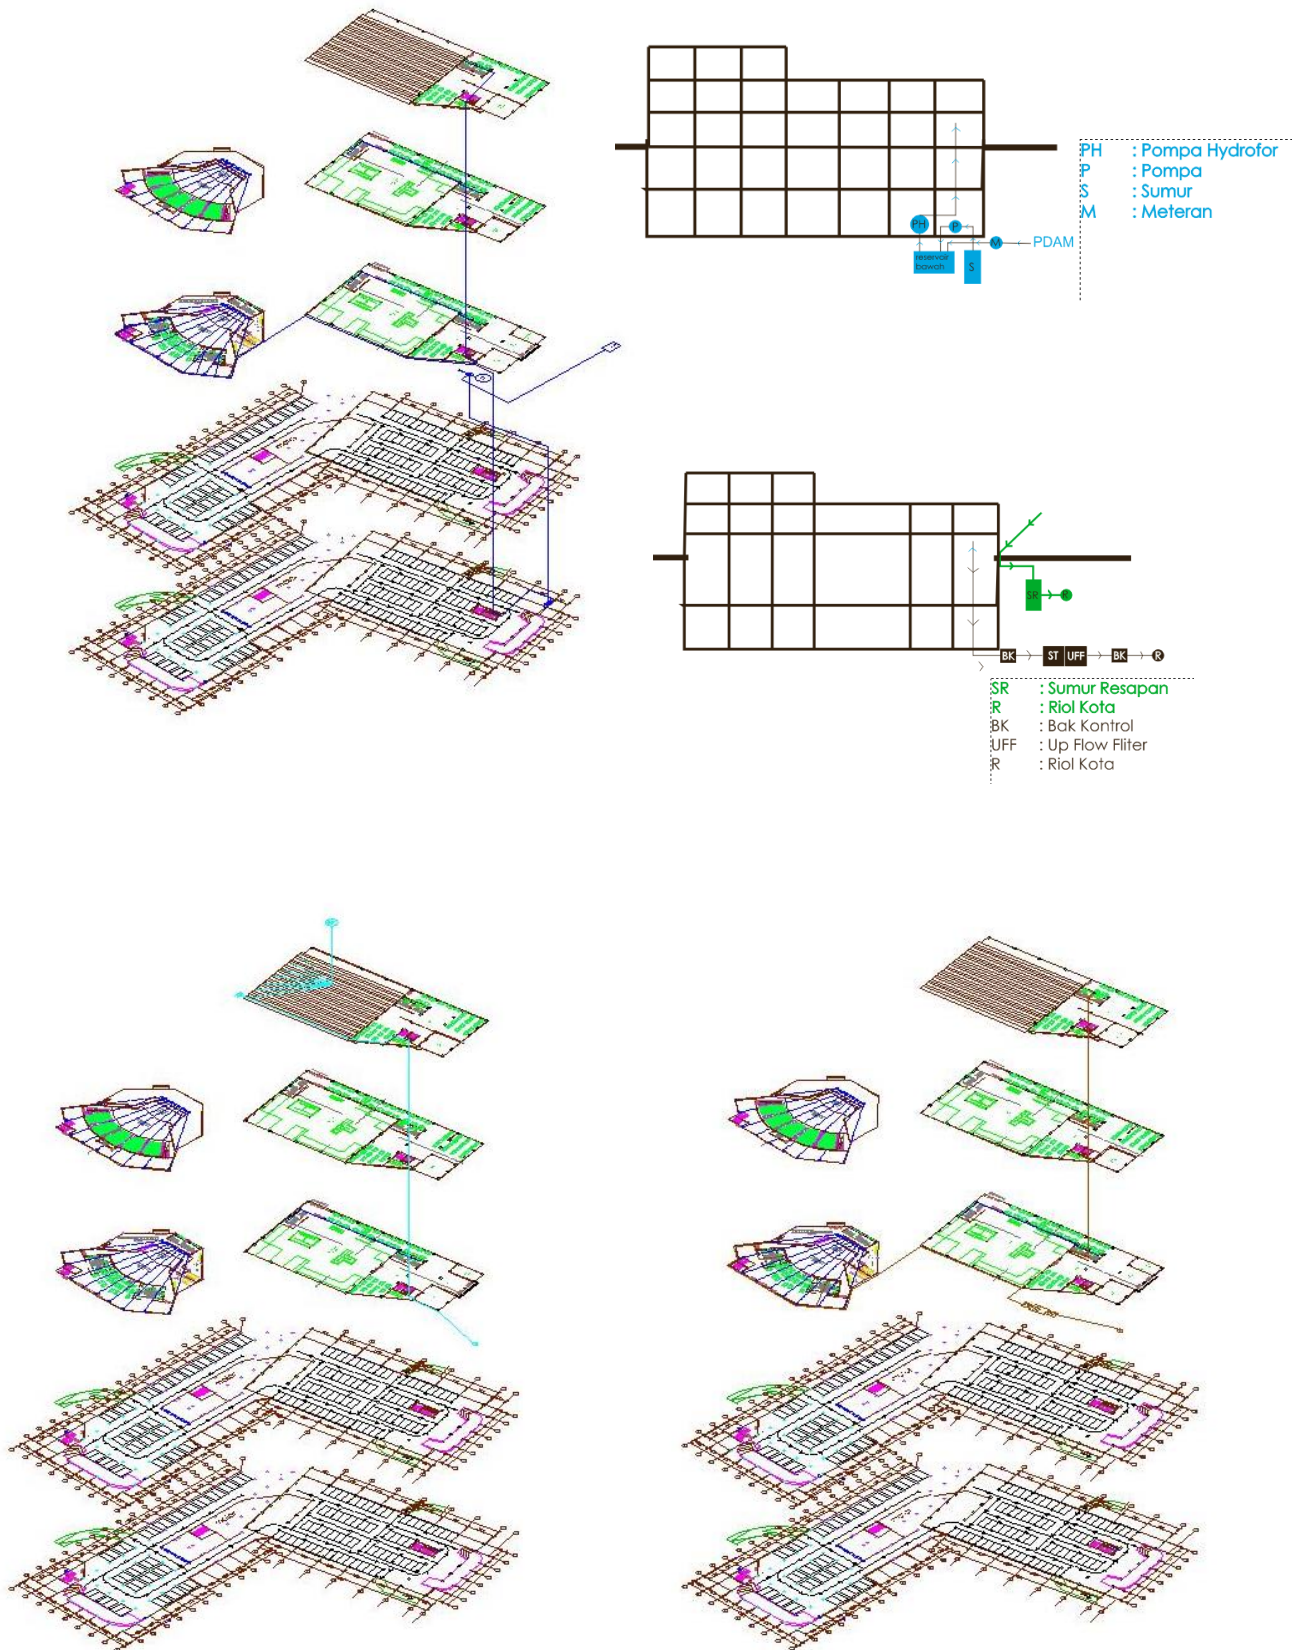 PH : Pompa Hydrofor
P : Pompa
S : Sumur
M : Meteran
PH
P
M
PDAM
reservoir
bawah
S
SR
R
BK
ST
UFF
BK
R
SR : Sumur Resapan
R : Riol Kota
BK : Bak Kontrol
UFF : Up Flow Fliter
R : Riol Kota